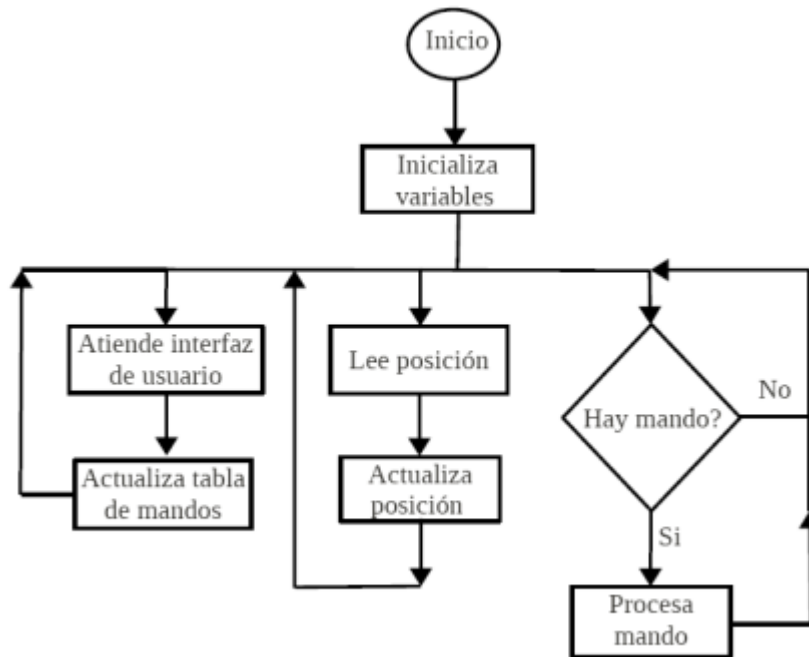 Inicio
Inicializa
variables
Atiende interfaz
de usuario
Actualiza tabla
de mandos
Lee posición
Actualiza
posición
Hay mando?
No
Si
Procesa
mando